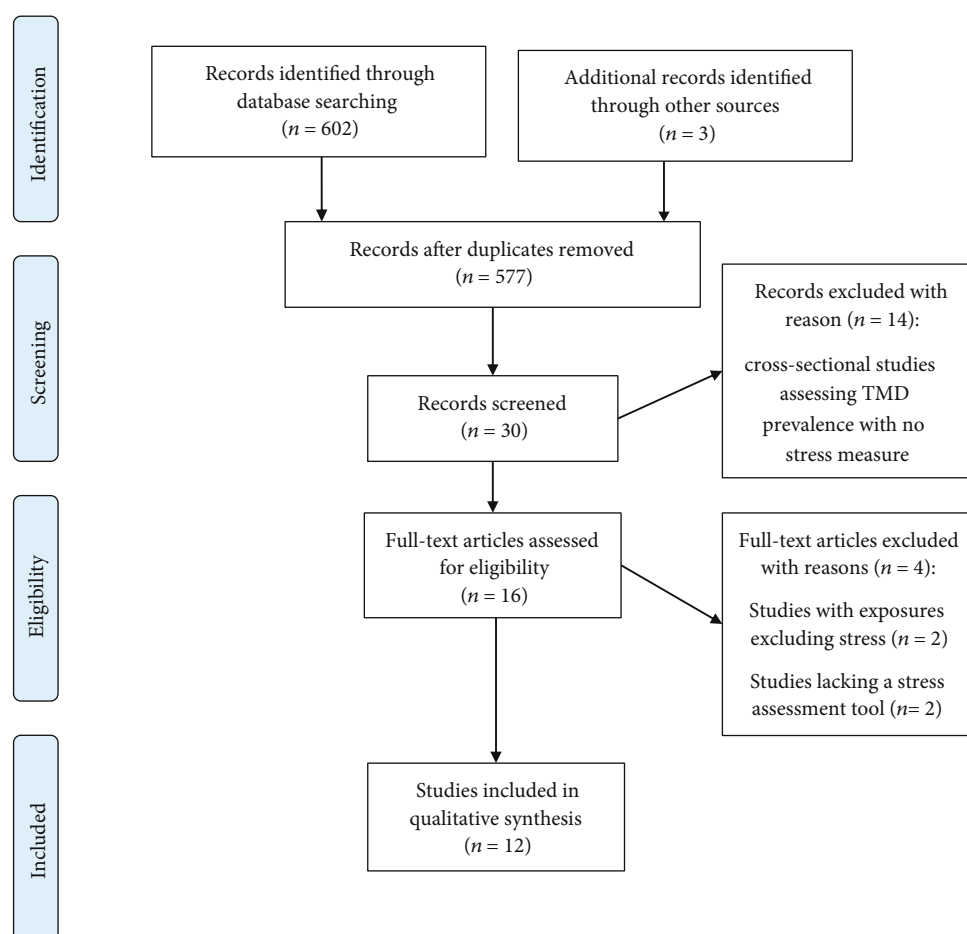 Identification
Records identified through
database searching
(n = 602)
Additional records identified
through other sources
(n = 3)
Records after duplicates removed
(n = 577)
Screening
Records screened
(n = 30)
Records excluded with
reason (n = 14):
cross-sectional studies
assessing TMD
prevalence with no
stress measure
Eligibility
Full-text articles assessed
for eligibility
(n = 16)
Full-text articles excluded
with reasons (n = 4):
Studies with exposures
excluding stress (n = 2)
Studies lacking a stress
assessment tool (n= 2)
Included
Studies included in
qualitative synthesis
(n = 12)